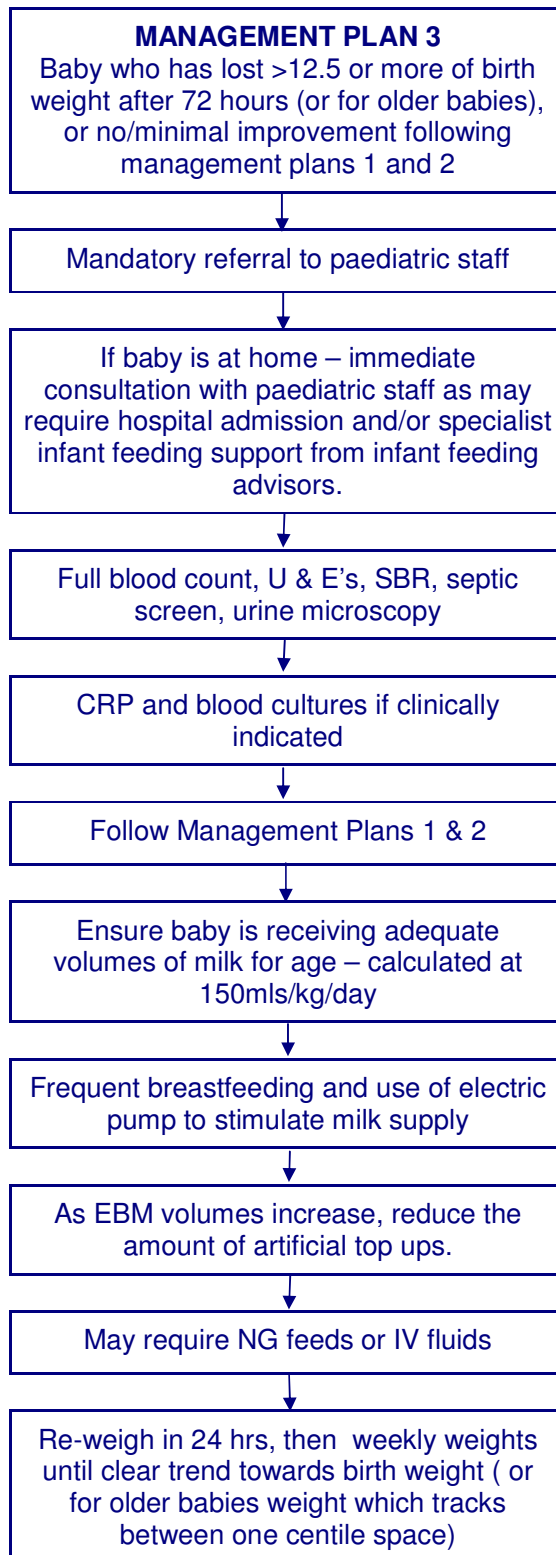 MANAGEMENT PLAN 3
Baby who has lost >12.5 or more of birth
weight after 72 hours (or for older babies),
or no/minimal improvement following
management plans 1 and 2
Mandatory referral to paediatric staff
If baby is at home – immediate
consultation with paediatric staff as may
require hospital admission and/or specialist
infant feeding support from infant feeding
advisors.
Full blood count, U & E's, SBR, septic
screen, urine microscopy
CRP and blood cultures if clinically
indicated
Follow Management Plans 1 & 2
Ensure baby is receiving adequate
volumes of milk for age – calculated at
150mls/kg/day
Frequent breastfeeding and use of electric
pump to stimulate milk supply
As EBM volumes increase, reduce the
amount of artificial top ups.
May require NG feeds or IV fluids
Re-weigh in 24 hrs, then weekly weights
until clear trend towards birth weight ( or
for older babies weight which tracks
between one centile space)